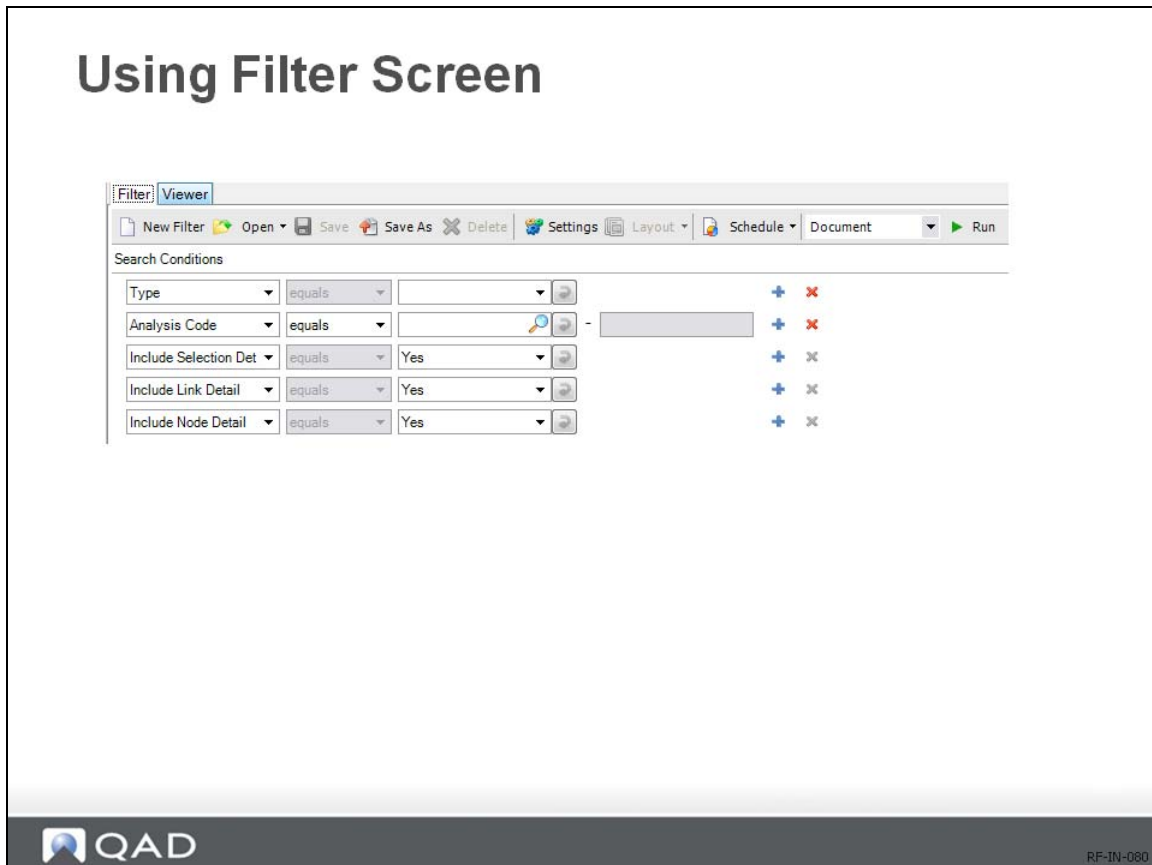 Using Filter Screen
Filter Viewer
New Filter Open Save Save As Delete Settings Layout Schedule Document Run
Search Conditions
Type equals
Analysis Code equals -
Include Selection Det equals Yes
Include Link Detail equals Yes
Include Node Detail equals Yes
QAD
RF-IN-080